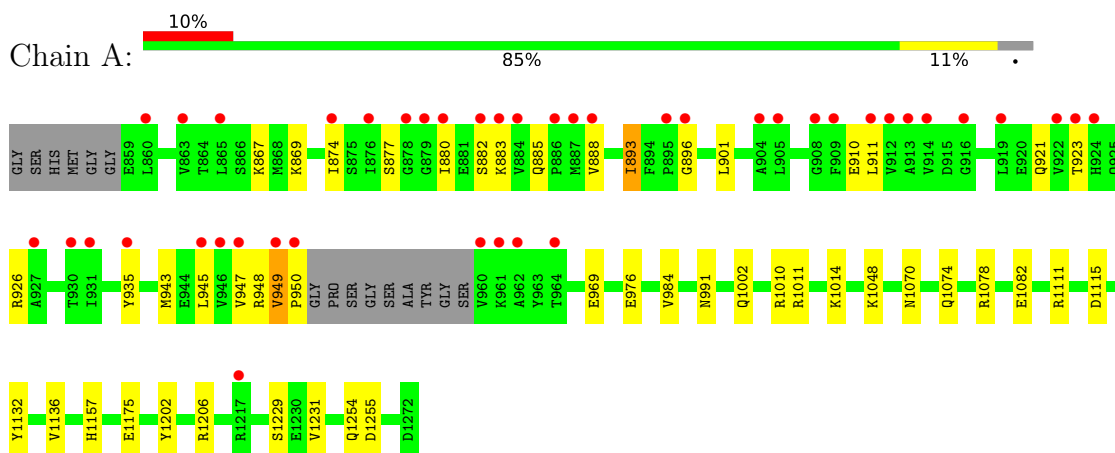 10%
Chain A:
85% 11% •
GLY SER HIS MET GLY GLY E859 L860 V863 T864 L865 S866 K867 M868 K869 I874 S875 I876 S877 G878 G879 I880 E881 S882 K883 V884 Q885 P886 M887 V888 I893 F894 P895 G896 L901 A904 L905 G908 F909 E910 L911 V912 A913 V914 D915 G916 L919 E920 Q921 V922 T923 H924 Q925
R926 A927 T930 I931 Y935 M943 E944 L945 V946 V947 R948 V949 P950 GLY PRO SER GLY SER ALA TYR GLY SER V960 K961 A962 Y963 T964 E969 E976 V984 N991 Q1002 R1010 R1011 K1014 K1048 N1070 Q1074 R1078 E1082 R1111 D1115
Y1132 V1136 H1157 E1175 Y1202 R1206 R1217 S1229 E1230 V1231 Q1254 D1255 D1272